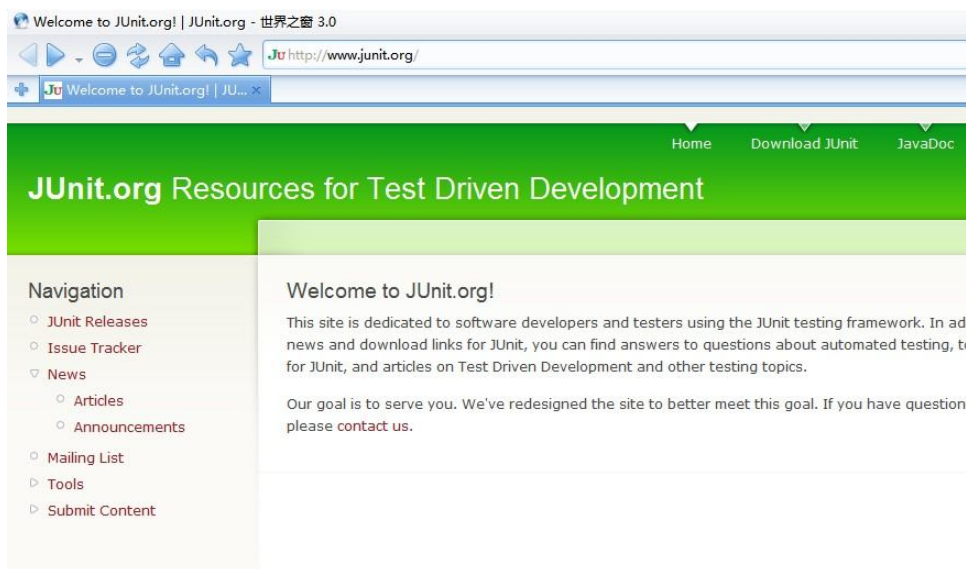 Welcome to JUnit.org! | JUnit.org - 世界之窗 3.0
JU http://www.junit.org/
JU Welcome to JUnit.org! | JU... ×
Home Download JUnit JavaDoc
JUnit.org Resources for Test Driven Development
Navigation
JUnit Releases
Issue Tracker
News
Articles
Announcements
Mailing List
Tools
Submit Content
Welcome to JUnit.org!
This site is dedicated to software developers and testers using the JUnit testing framework. In ad
news and download links for JUnit, you can find answers to questions about automated testing, t
for JUnit, and articles on Test Driven Development and other testing topics.
Our goal is to serve you. We've redesigned the site to better meet this goal. If you have question
please contact us.